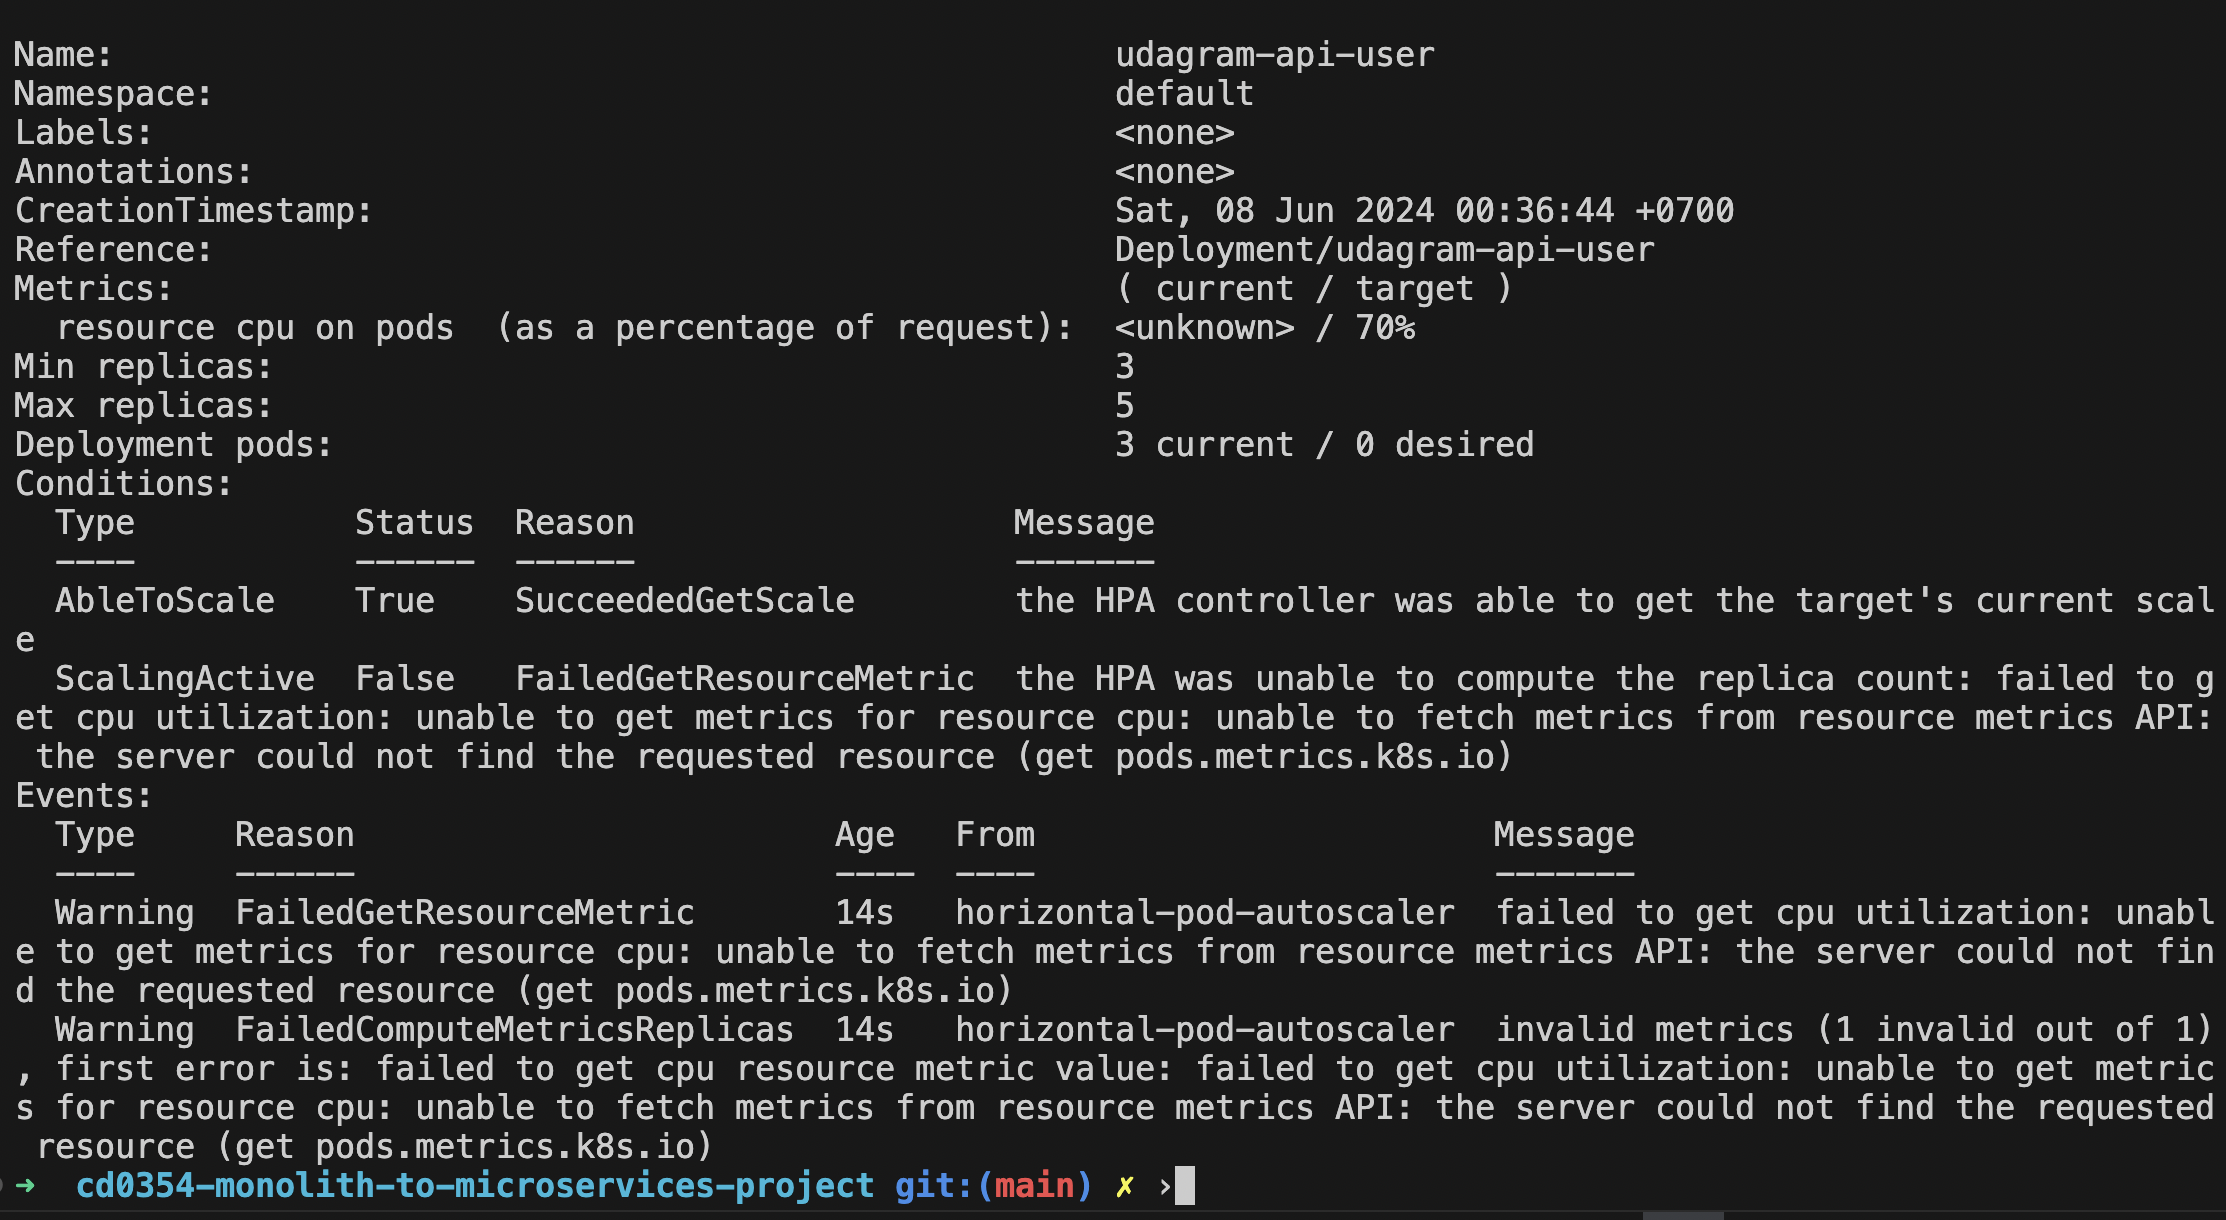 Name: udagram-api-user
Namespace: default
Labels: <none>
Annotations: <none>
CreationTimestamp: Sat, 08 Jun 2024 00:36:44 +0700
Reference: Deployment/udagram-api-user
Metrics: ( current / target )
resource cpu on pods (as a percentage of request): <unknown> / 70%
Min replicas: 3
Max replicas: 5
Deployment pods: 3 current / 0 desired
Conditions:
Type Status Reason Message
---- ------ ------ -------
AbleToScale True SucceededGetScale the HPA controller was able to get the target's current scal
e
ScalingActive False FailedGetResourceMetric the HPA was unable to compute the replica count: failed to g
et cpu utilization: unable to get metrics for resource cpu: unable to fetch metrics from resource metrics API:
the server could not find the requested resource (get pods.metrics.k8s.io)
Events:
Type Reason Age From Message
---- ------ ---- ---- -------
Warning FailedGetResourceMetric 14s horizontal-pod-autoscaler failed to get cpu utilization: unabl
e to get metrics for resource cpu: unable to fetch metrics from resource metrics API: the server could not fin
d the requested resource (get pods.metrics.k8s.io)
Warning FailedComputeMetricsReplicas 14s horizontal-pod-autoscaler invalid metrics (1 invalid out of 1)
, first error is: failed to get cpu resource metric value: failed to get cpu utilization: unable to get metric
s for resource cpu: unable to fetch metrics from resource metrics API: the server could not find the requested
resource (get pods.metrics.k8s.io)
➜ cd0354-monolith-to-microservices-project git:(main) ✗ ›